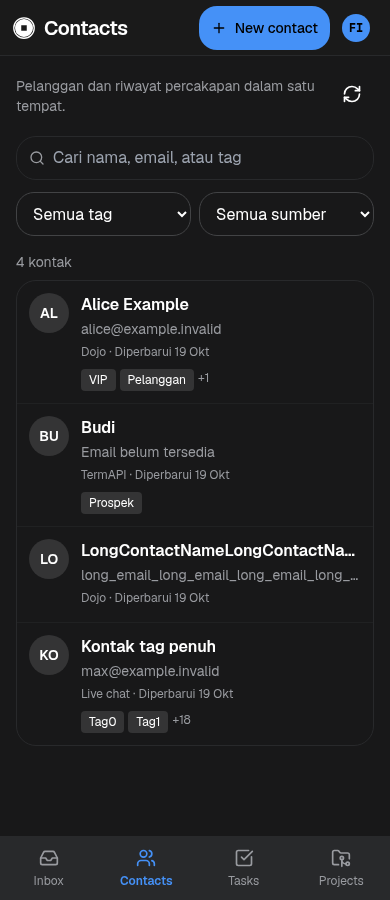 Contacts
New contact
FI
Pelanggan dan riwayat percakapan dalam satu
tempat.
Cari nama, email, atau tag
Semua tag
Semua sumber
4 kontak
AL
Alice Example
alice@example.invalid
Dojo · Diperbarui 19 Okt
VIP
Pelanggan
+1
BU
Budi
Email belum tersedia
TermAPI · Diperbarui 19 Okt
Prospek
LO
LongContactNameLongContactNa...
long_email_long_email_long_email_long_...
Dojo · Diperbarui 19 Okt
KO
Kontak tag penuh
max@example.invalid
Live chat · Diperbarui 19 Okt
Tag0
Tag1
+18
Inbox
Contacts
Tasks
Projects